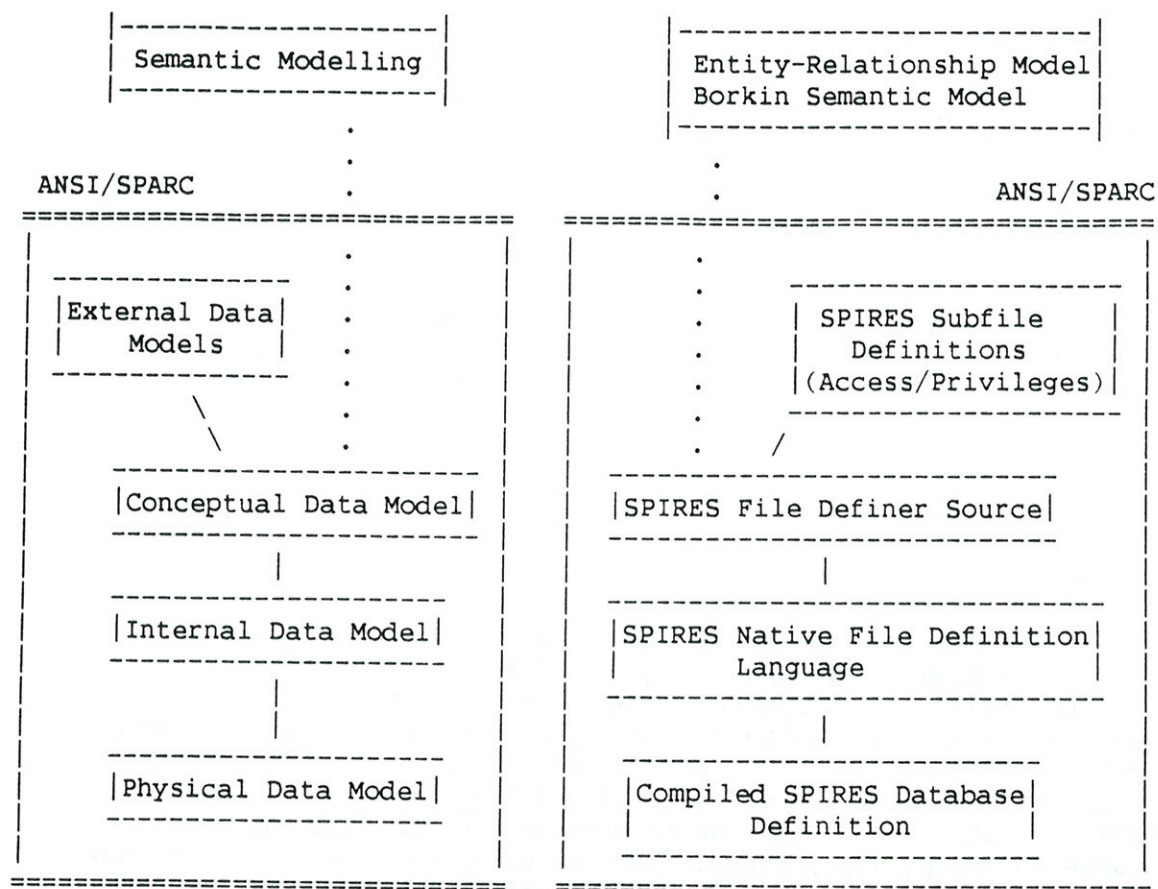 Semantic Modelling
Entity-Relationship Model
Borkin Semantic Model
ANSI/SPARC
ANSI/SPARC
External Data
Models
SPIRES Subfile
Definitions
(Access/Privileges)
Conceptual Data Model
SPIRES File Definer Source
Internal Data Model
SPIRES Native File Definition
Language
Physical Data Model
Compiled SPIRES Database
Definition